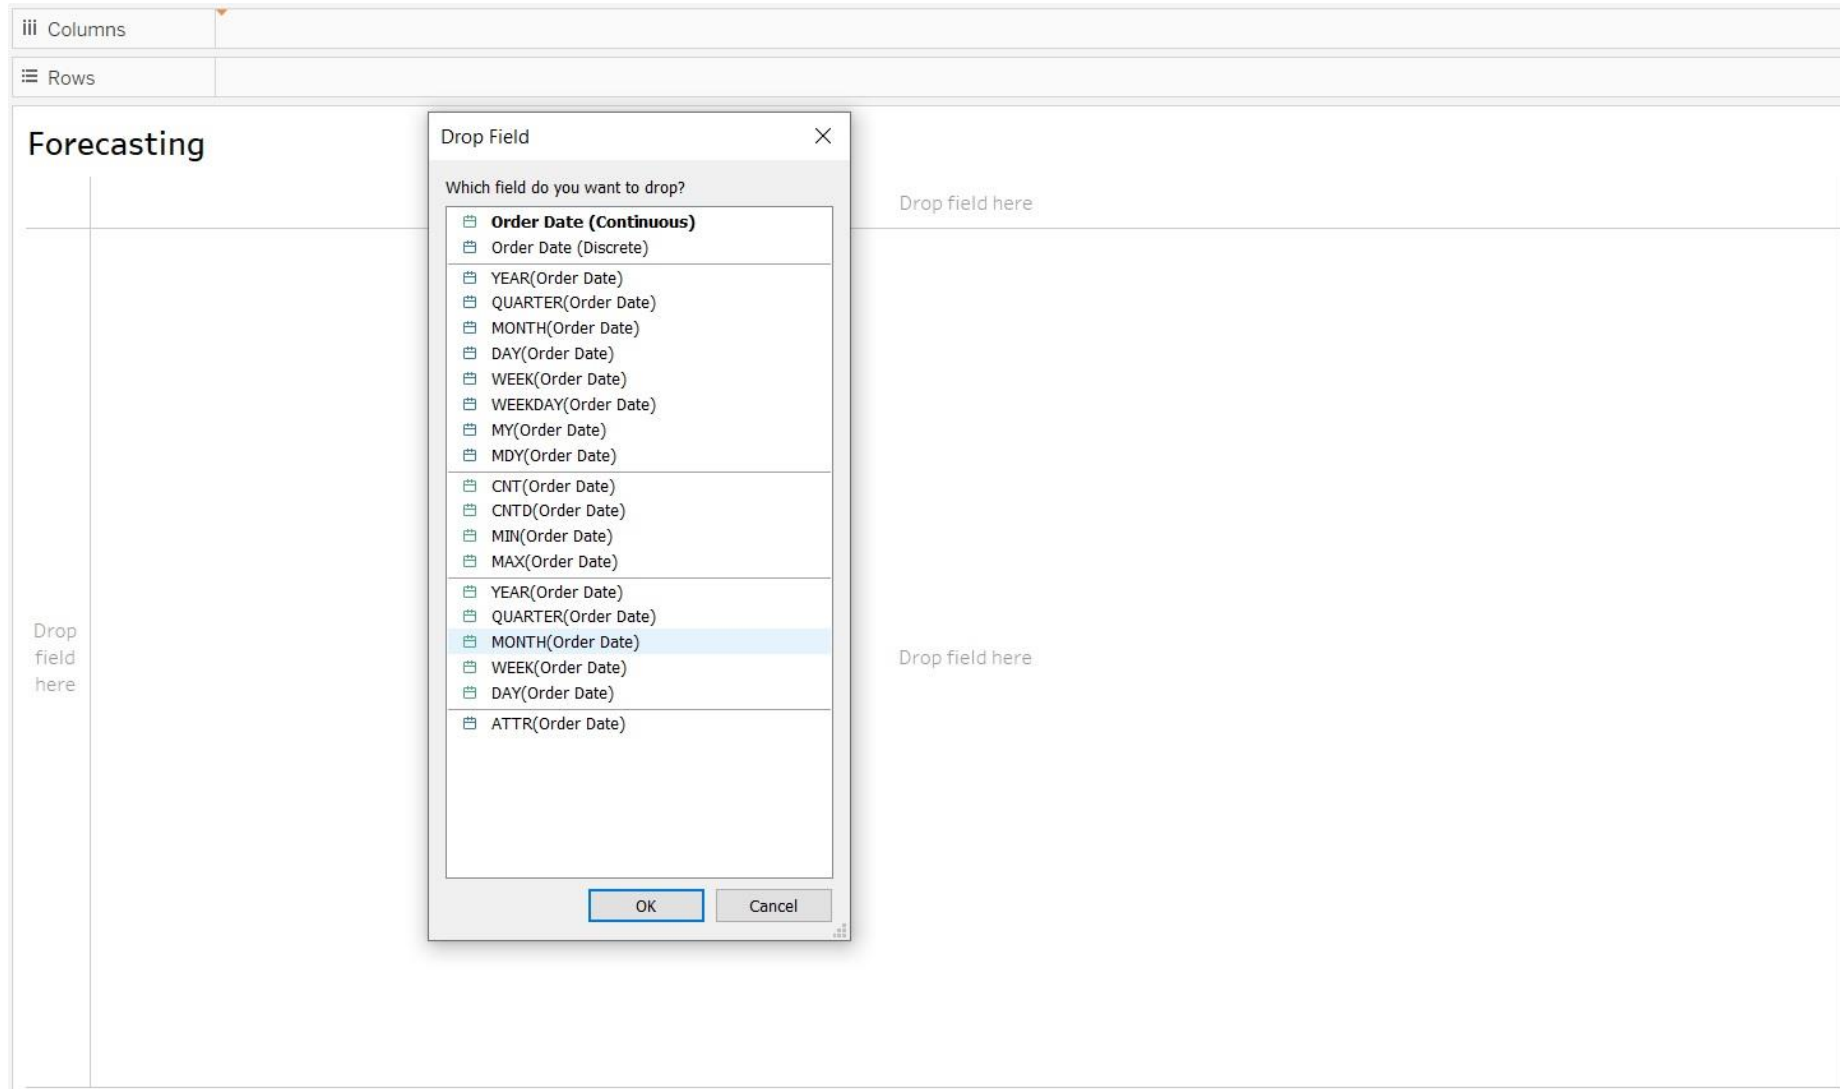 Columns
Rows
Forecasting
Drop Field
Which field do you want to drop?
Order Date (Continuous)
Order Date (Discrete)
YEAR(Order Date)
QUARTER(Order Date)
MONTH(Order Date)
DAY(Order Date)
WEEK(Order Date)
WEEKDAY(Order Date)
MY(Order Date)
MDY(Order Date)
CNT(Order Date)
CNTD(Order Date)
MIN(Order Date)
MAX(Order Date)
YEAR(Order Date)
QUARTER(Order Date)
MONTH(Order Date)
WEEK(Order Date)
DAY(Order Date)
ATTR(Order Date)
OK Cancel
Drop field here
Drop
field
here
Drop field here